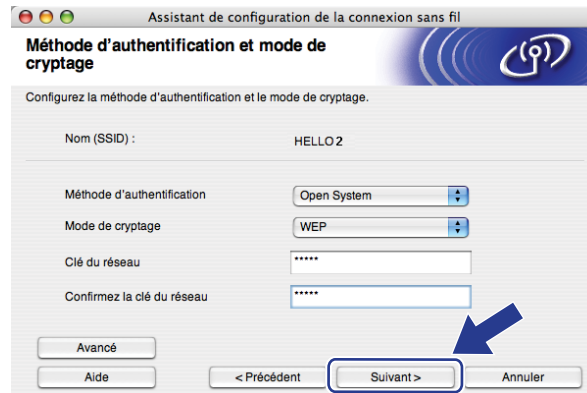 Assistant de configuration de la connexion sans fil
Méthode d'authentification et mode de
cryptage
Configurez la méthode d'authentification et le mode de cryptage.
Nom (SSID) : HELLO2
Méthode d'authentification Open System
Mode de cryptage WEP
Clé du réseau *****
Confirmez la clé du réseau *****
Avancé
Aide < Précédent Suivant > Annuler